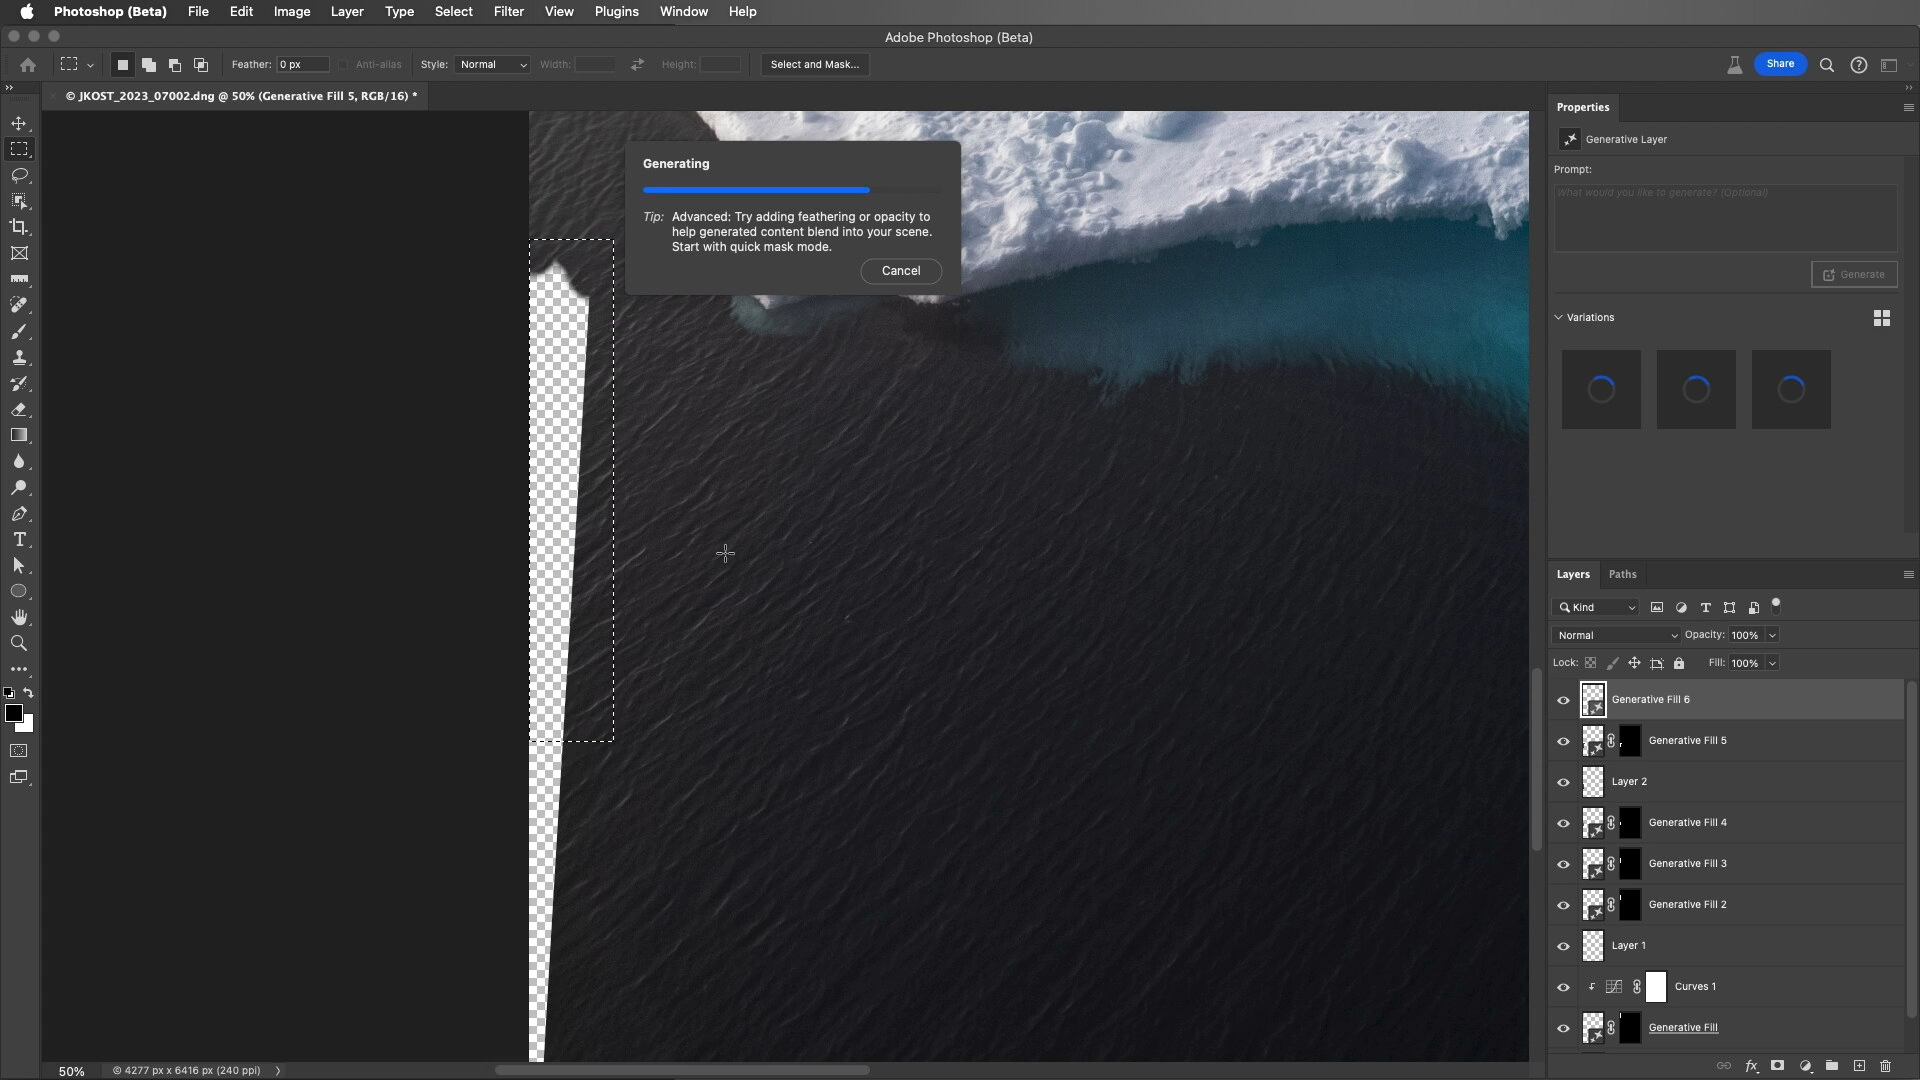 Photoshop (Beta) File Edit Image Layer Type Select Filter View Plugins Window Help
Adobe Photoshop (Beta)
Feather: 0 px Anti-alias Style: Normal Width: Height: Select and Mask... Share
© JKOST_2023_07002.dng @ 50% (Generative Fill 5, RGB/16) *
Generating
Tip: Advanced: Try adding feathering or opacity to
help generated content blend into your scene.
Start with quick mask mode.
Cancel
Properties
Generative Layer
Prompt:
What would you like to generate? (Optional)
Generate
Variations
Layers Paths
Kind
Normal Opacity: 100%
Lock: Fill: 100%
Generative Fill 6
Generative Fill 5
Layer 2
Generative Fill 4
Generative Fill 3
Generative Fill 2
Layer 1
Curves 1
Generative Fill
fx
50% © 4277 px x 6416 px (240 ppi)